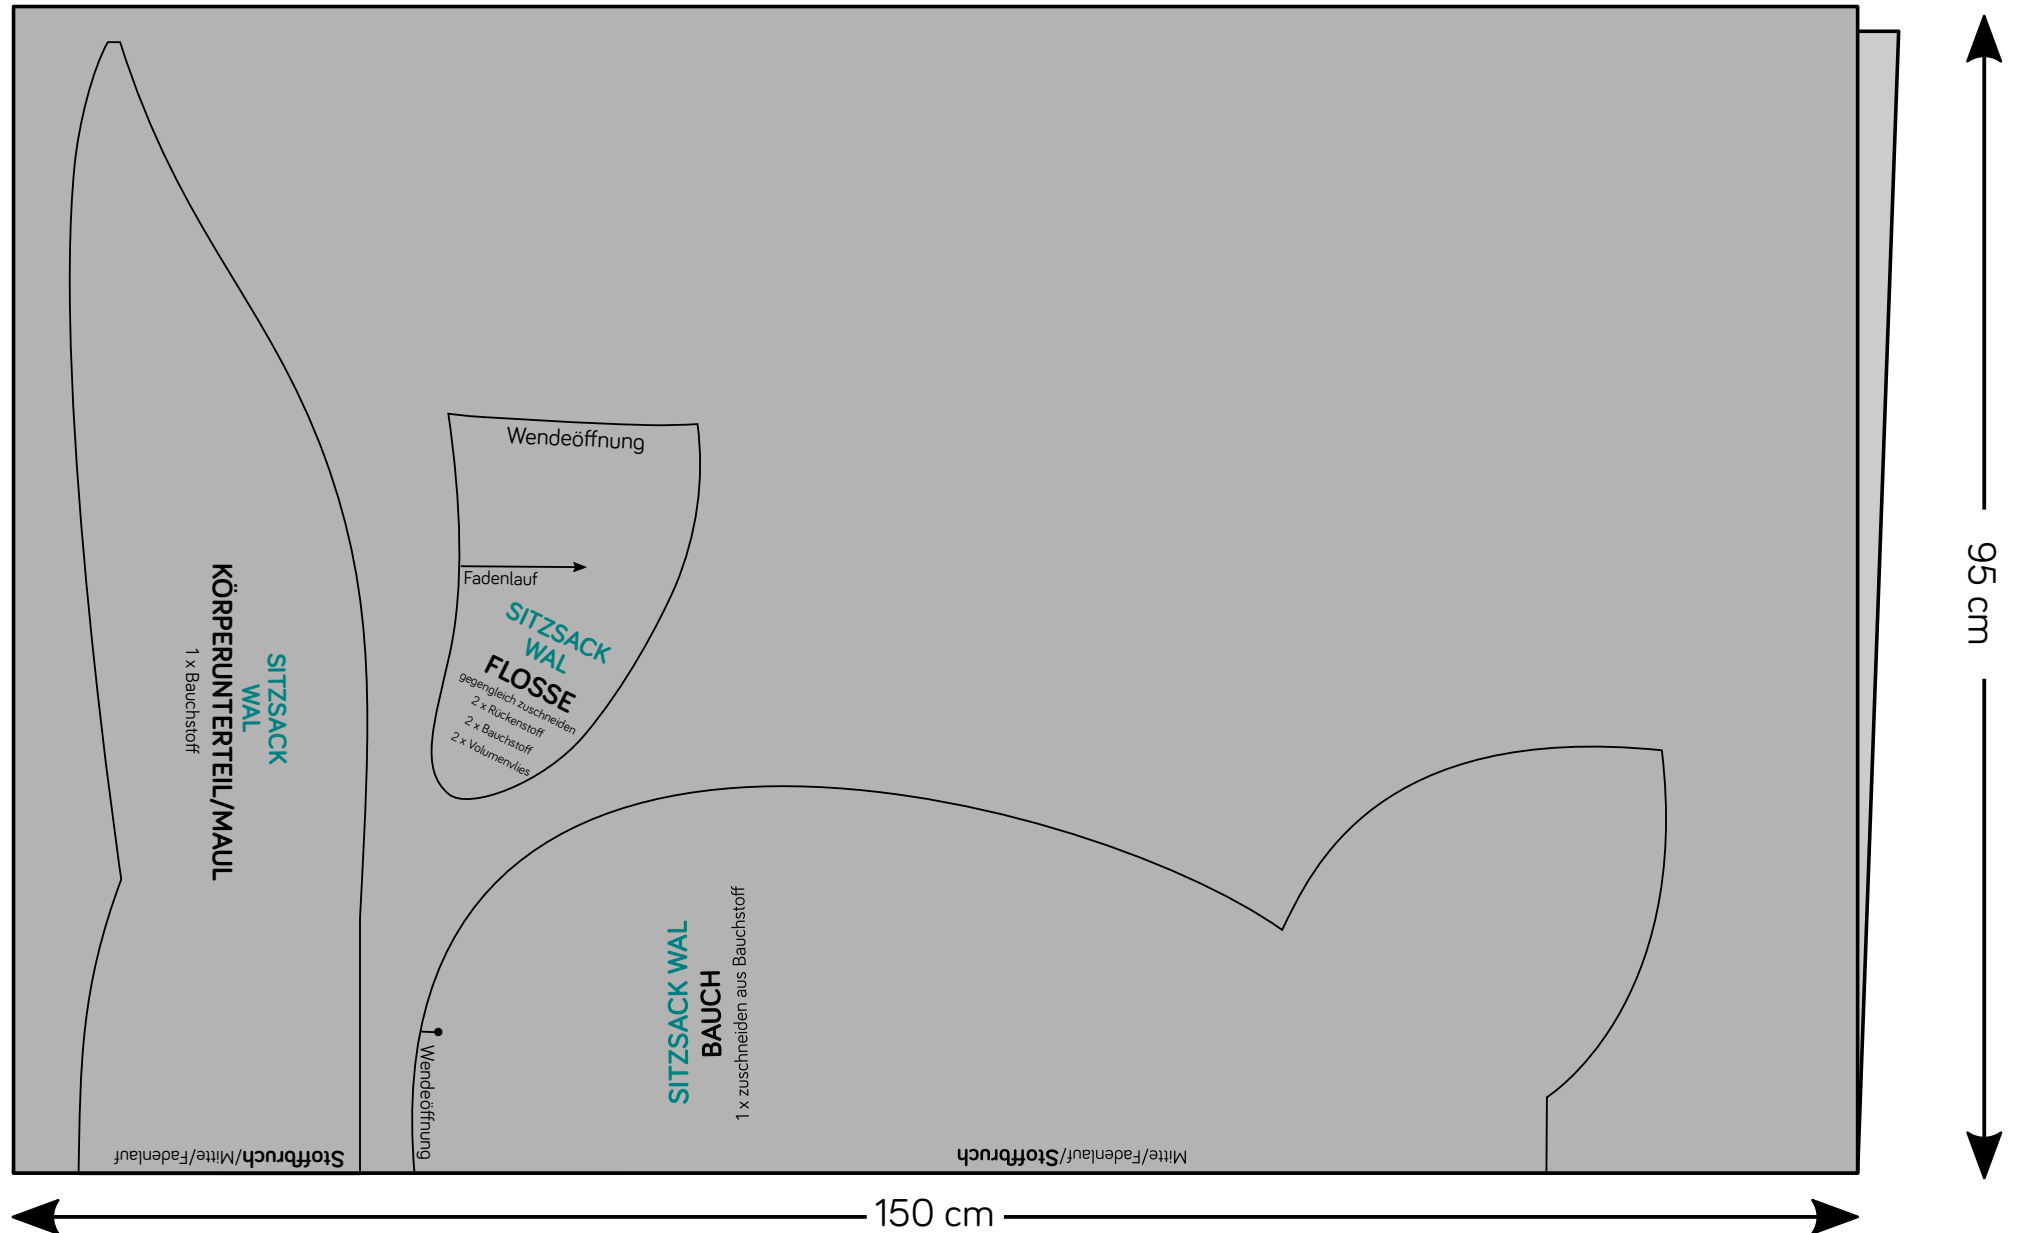 SITZSACK
WAL
KÖRPERUNTERTEIL/MAUL
1 x Bauchstoff
Stoffbruch/Mitte/Fadenlauf
Wendeöffnung
Fadenlauf
SITZSACK
WAL
FLOSSE
gegengleich zuschneiden
2 x Rückenstoff
2 x Bauchstoff
2 x Volumenvlies
SITZSACK WAL
BAUCH
1 x zuschneiden aus Bauchstoff
Wendeöffnung
Mitte/Fadenlauf/Stoffbruch
95 cm
150 cm